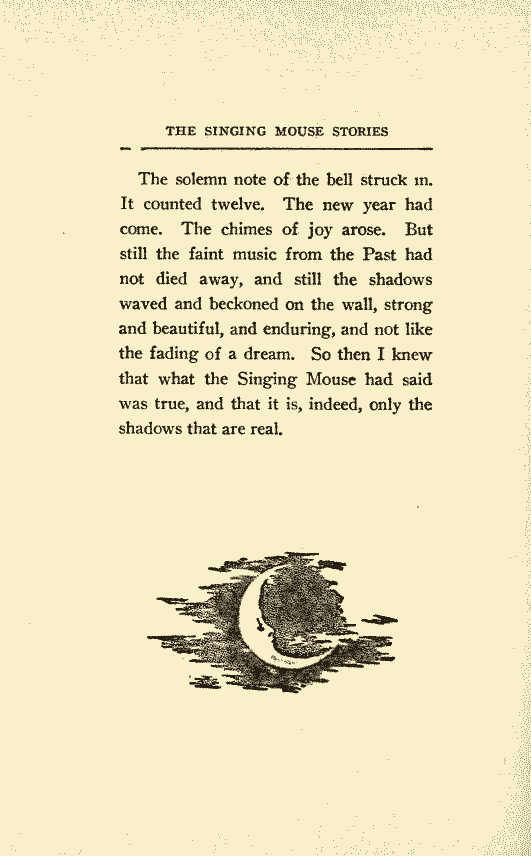 THE SINGING MOUSE STORIES
The solemn note of the bell struck in.
It counted twelve. The new year had
come. The chimes of joy arose. But
still the faint music from the Past had
not died away, and still the shadows
waved and beckoned on the wall, strong
and beautiful, and enduring, and not like
the fading of a dream. So then I knew
that what the Singing Mouse had said
was true, and that it is, indeed, only the
shadows that are real.